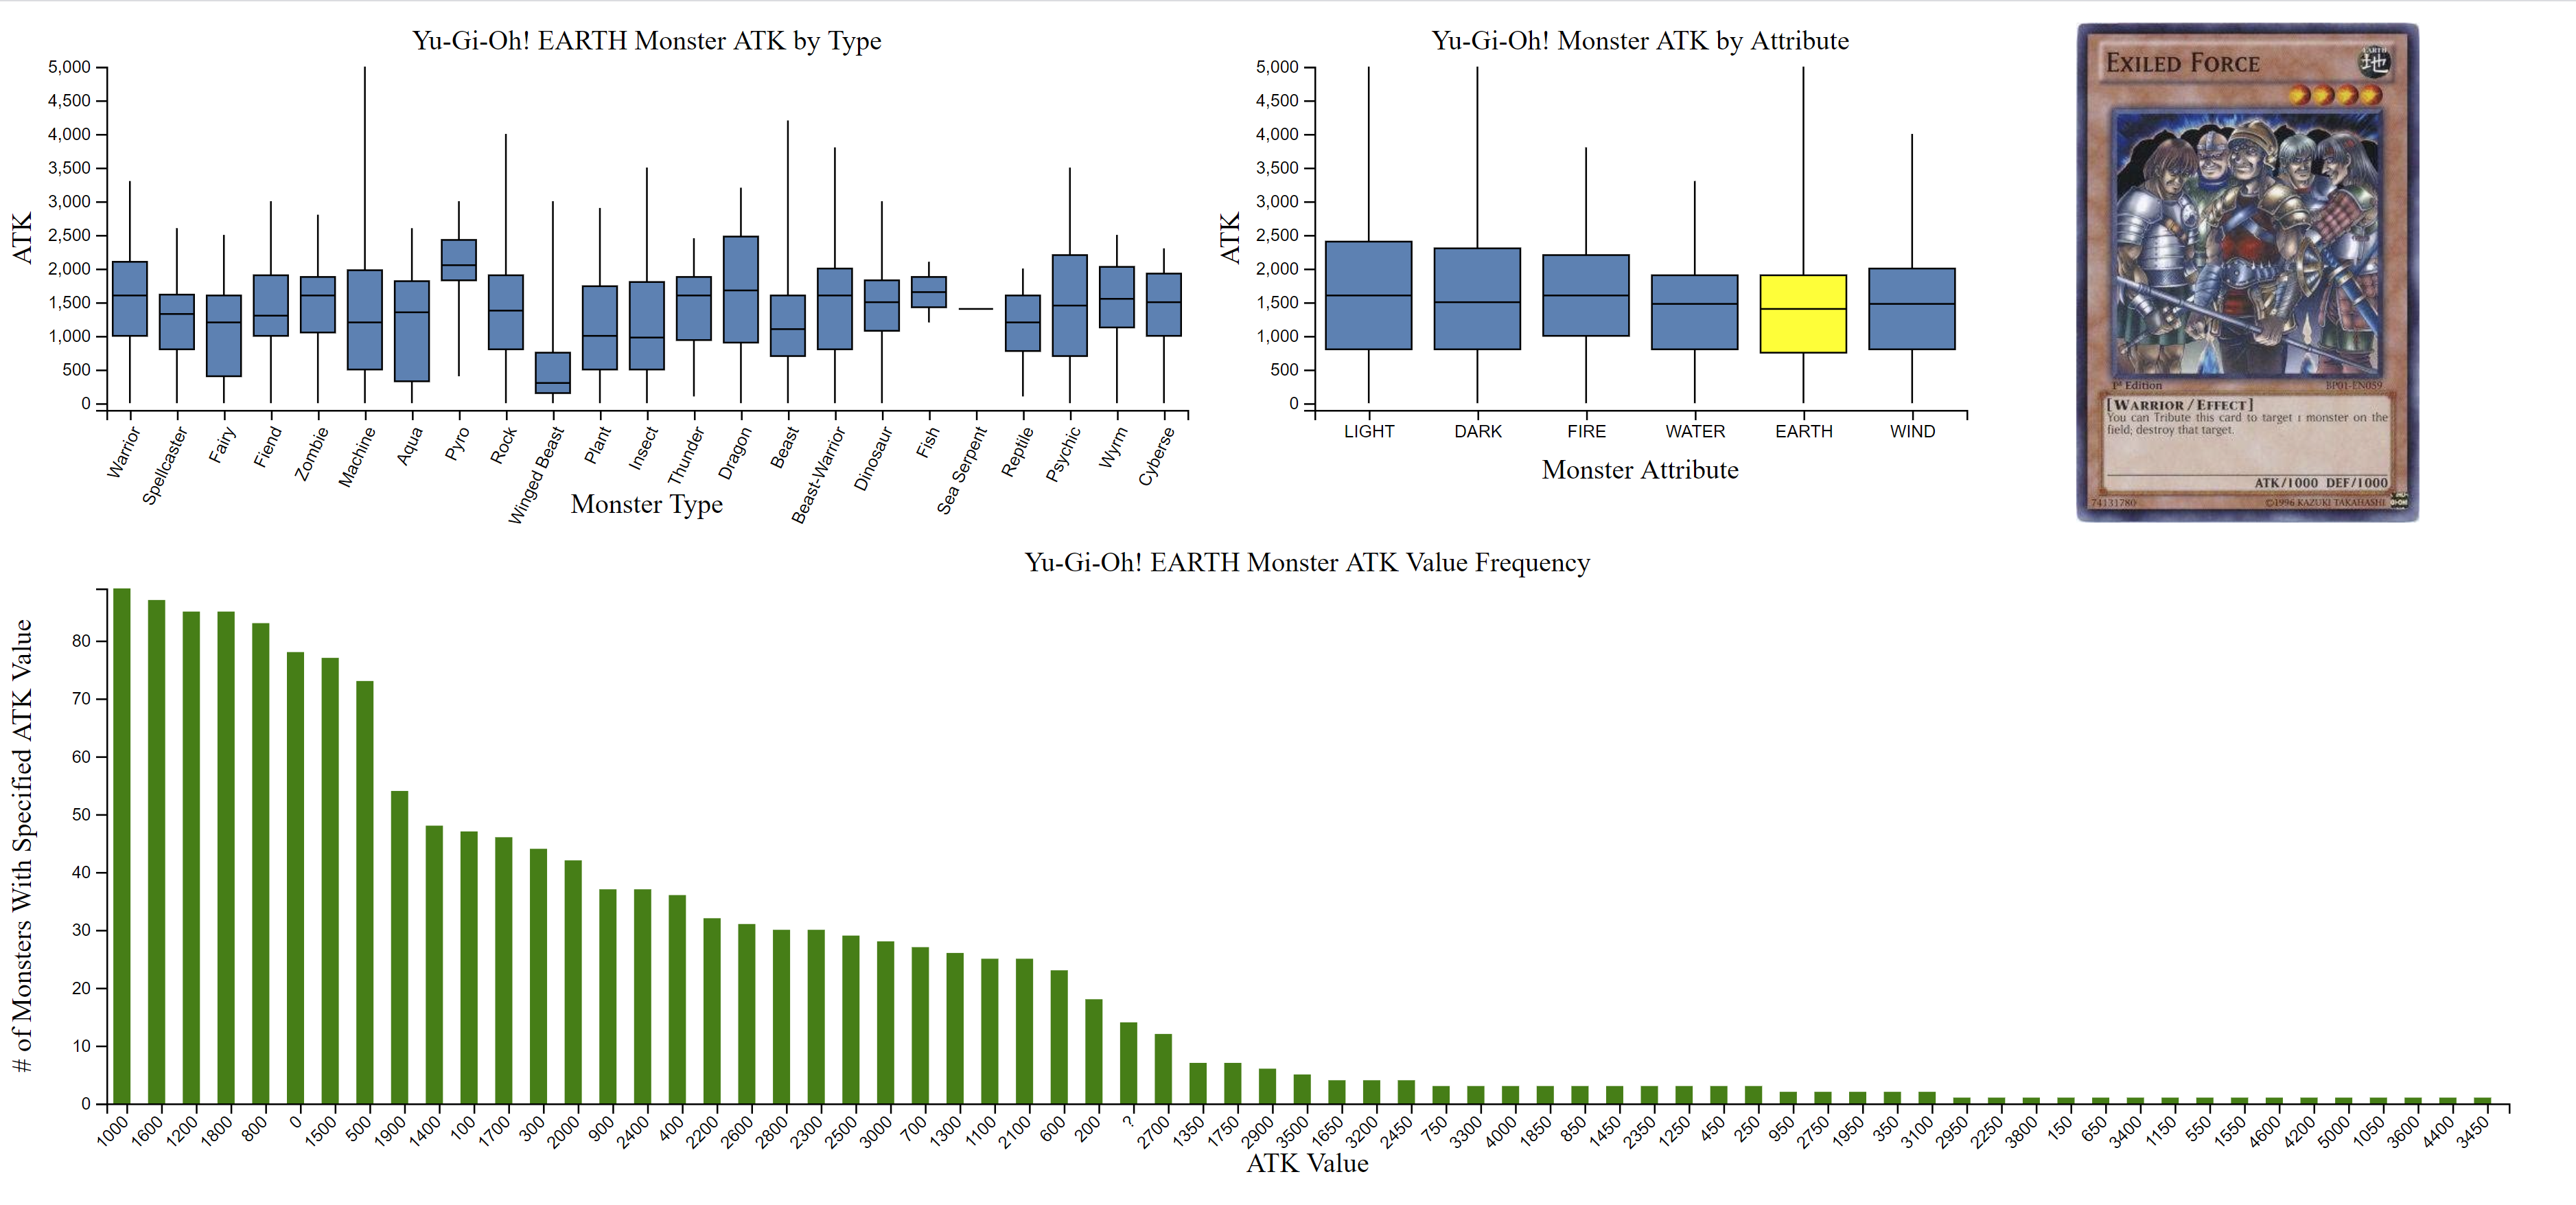 Yu-Gi-Oh! EARTH Monster ATK by Type
5,000
4,500
4,000
3,500
3,000
2,500
2,000
1,500
1,000
500
0
ATK
Warrior
Spellcaster
Fairy
Fiend
Zombie
Machine
Aqua
Pyro
Rock
Winged Beast
Plant
Insect
Thunder
Dragon
Beast
Beast-Warrior
Dinosaur
Fish
Sea Serpent
Reptile
Psychic
Wyrm
Cyberse
Monster Type
Yu-Gi-Oh! Monster ATK by Attribute
5,000
4,500
4,000
3,500
3,000
2,500
2,000
1,500
1,000
500
0
ATK
LIGHT
DARK
FIRE
WATER
EARTH
WIND
Monster Attribute
EXILED FORCE
EARTH
地
1st Edition
BP01-EN059
[WARRIOR/EFFECT]
You can Tribute this card to target 1 monster on the
field; destroy that target.
ATK/1000 DEF/1000
74131780
©1996 KAZUKI TAKAHASHI
Yu-Gi-Oh! EARTH Monster ATK Value Frequency
80
70
60
50
40
30
20
10
0
# of Monsters With Specified ATK Value
1000
1600
1200
1800
800
0
1500
500
1900
1400
100
1700
300
2000
900
2400
400
2200
2600
2800
2300
2500
3000
700
1300
1100
2100
600
200
?
2700
1350
1750
2900
3500
1650
3200
2450
750
3300
4000
1850
850
1450
2350
1250
450
250
950
2750
1950
350
3100
2950
2250
3800
150
650
3400
1150
550
1550
4600
4200
5000
1050
3600
4400
3450
ATK Value